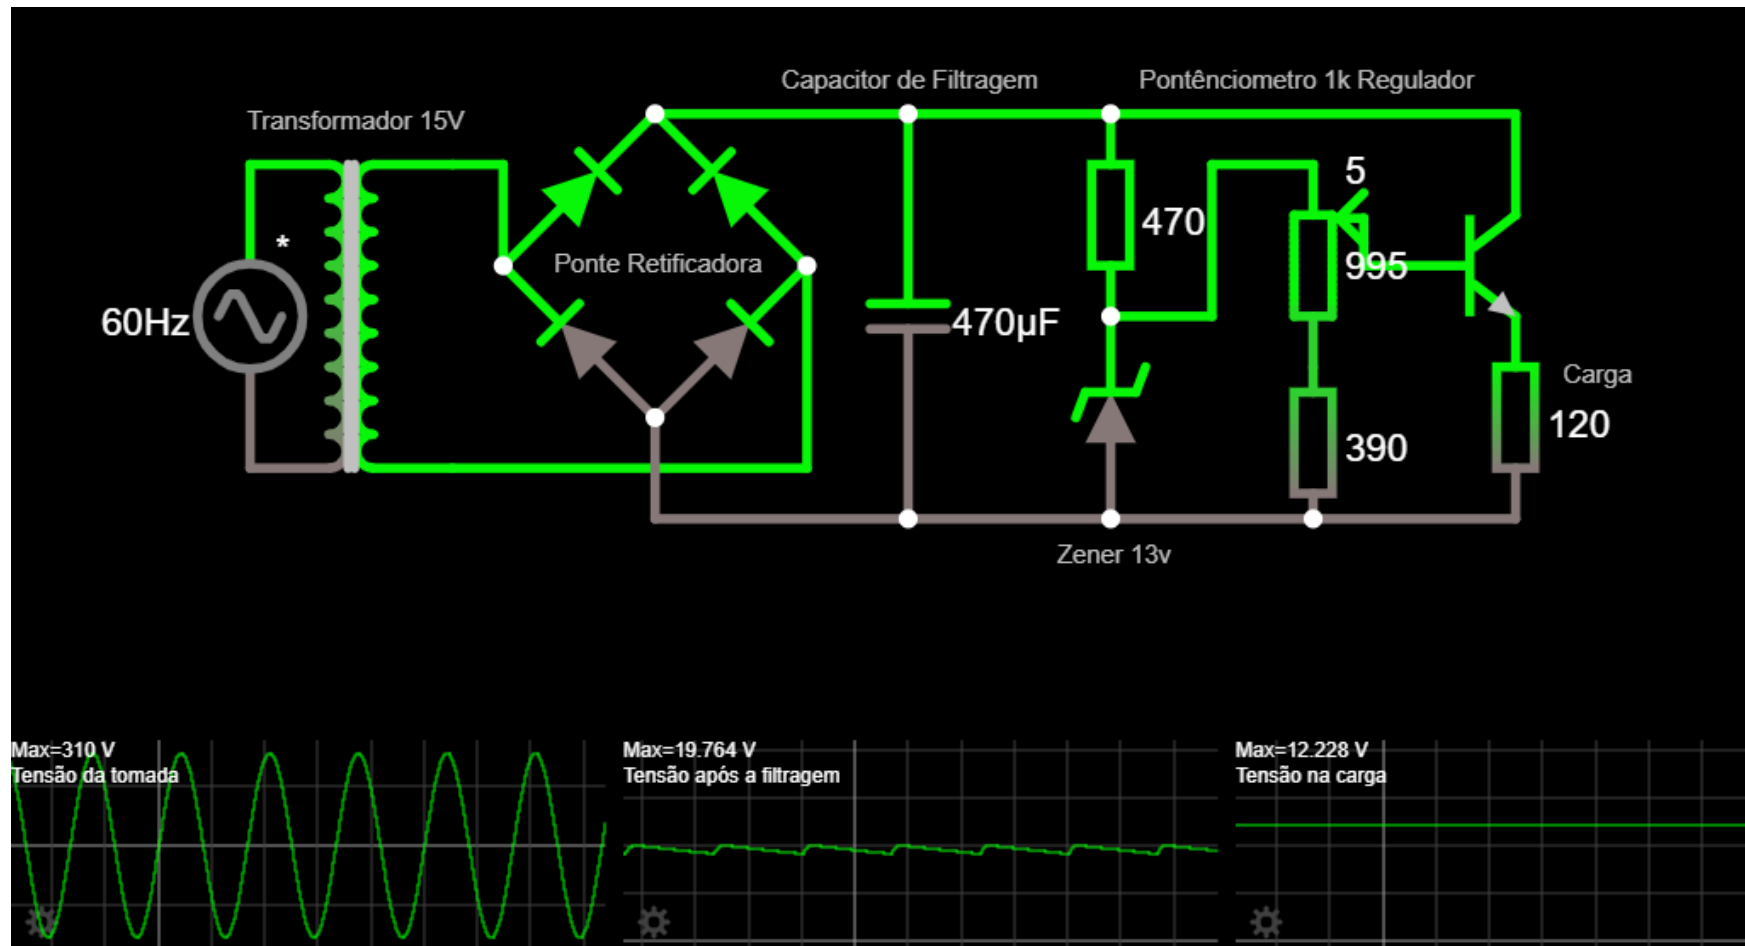 Capacitor de Filtragem
Pontênciometro 1k Regulador
Transformador 15V
5
470
*
Ponte Retificadora
995
60Hz
470µF
Carga
120
390
Zener 13v
Max=310 V
Tensão da tomada
Max=19.764 V
Tensão após a filtragem
Max=12.228 V
Tensão na carga